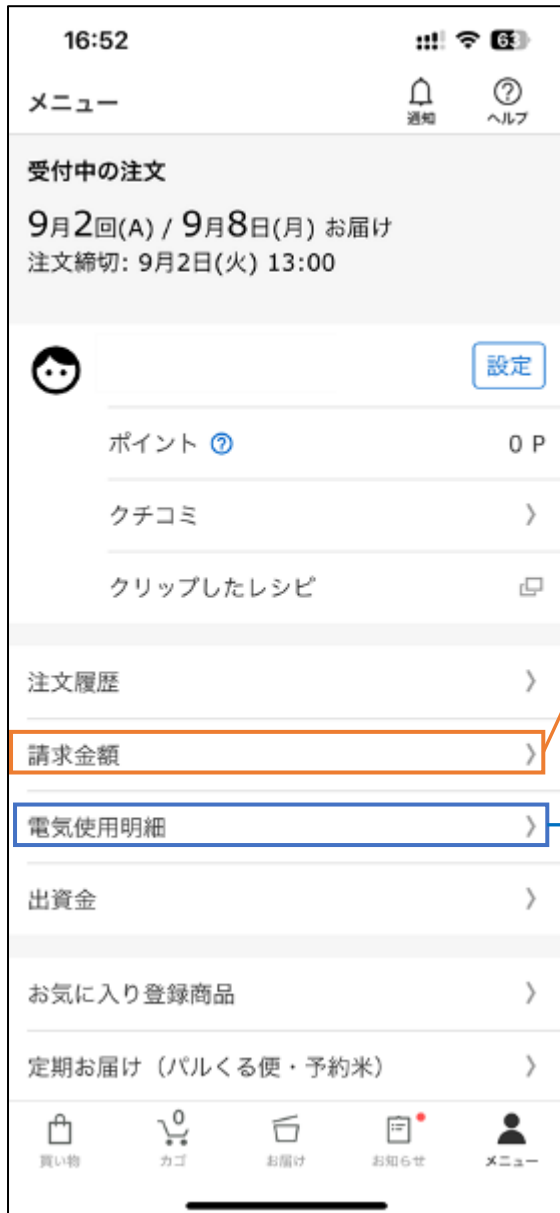 16:52
63
メニュー
通知
ヘルプ
受付中の注文
9月2回(A) / 9月8日(月) お届け
注文締切: 9月2日(火) 13:00
設定
ポイント ?
0 P
クチコミ
クリップしたレシピ
注文履歴
請求金額
電気使用明細
出資金
お気に入り登録商品
定期お届け（パルくる便・予約米）
0
買い物
カゴ
お届け
お知らせ
メニュー